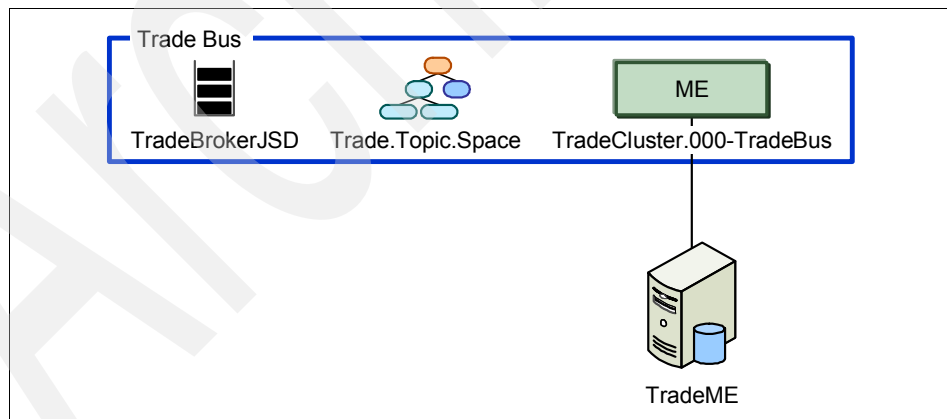 Trade Bus
ME
TradeBrokerJSD
Trade.Topic.Space
TradeCluster.000-TradeBus
TradeME